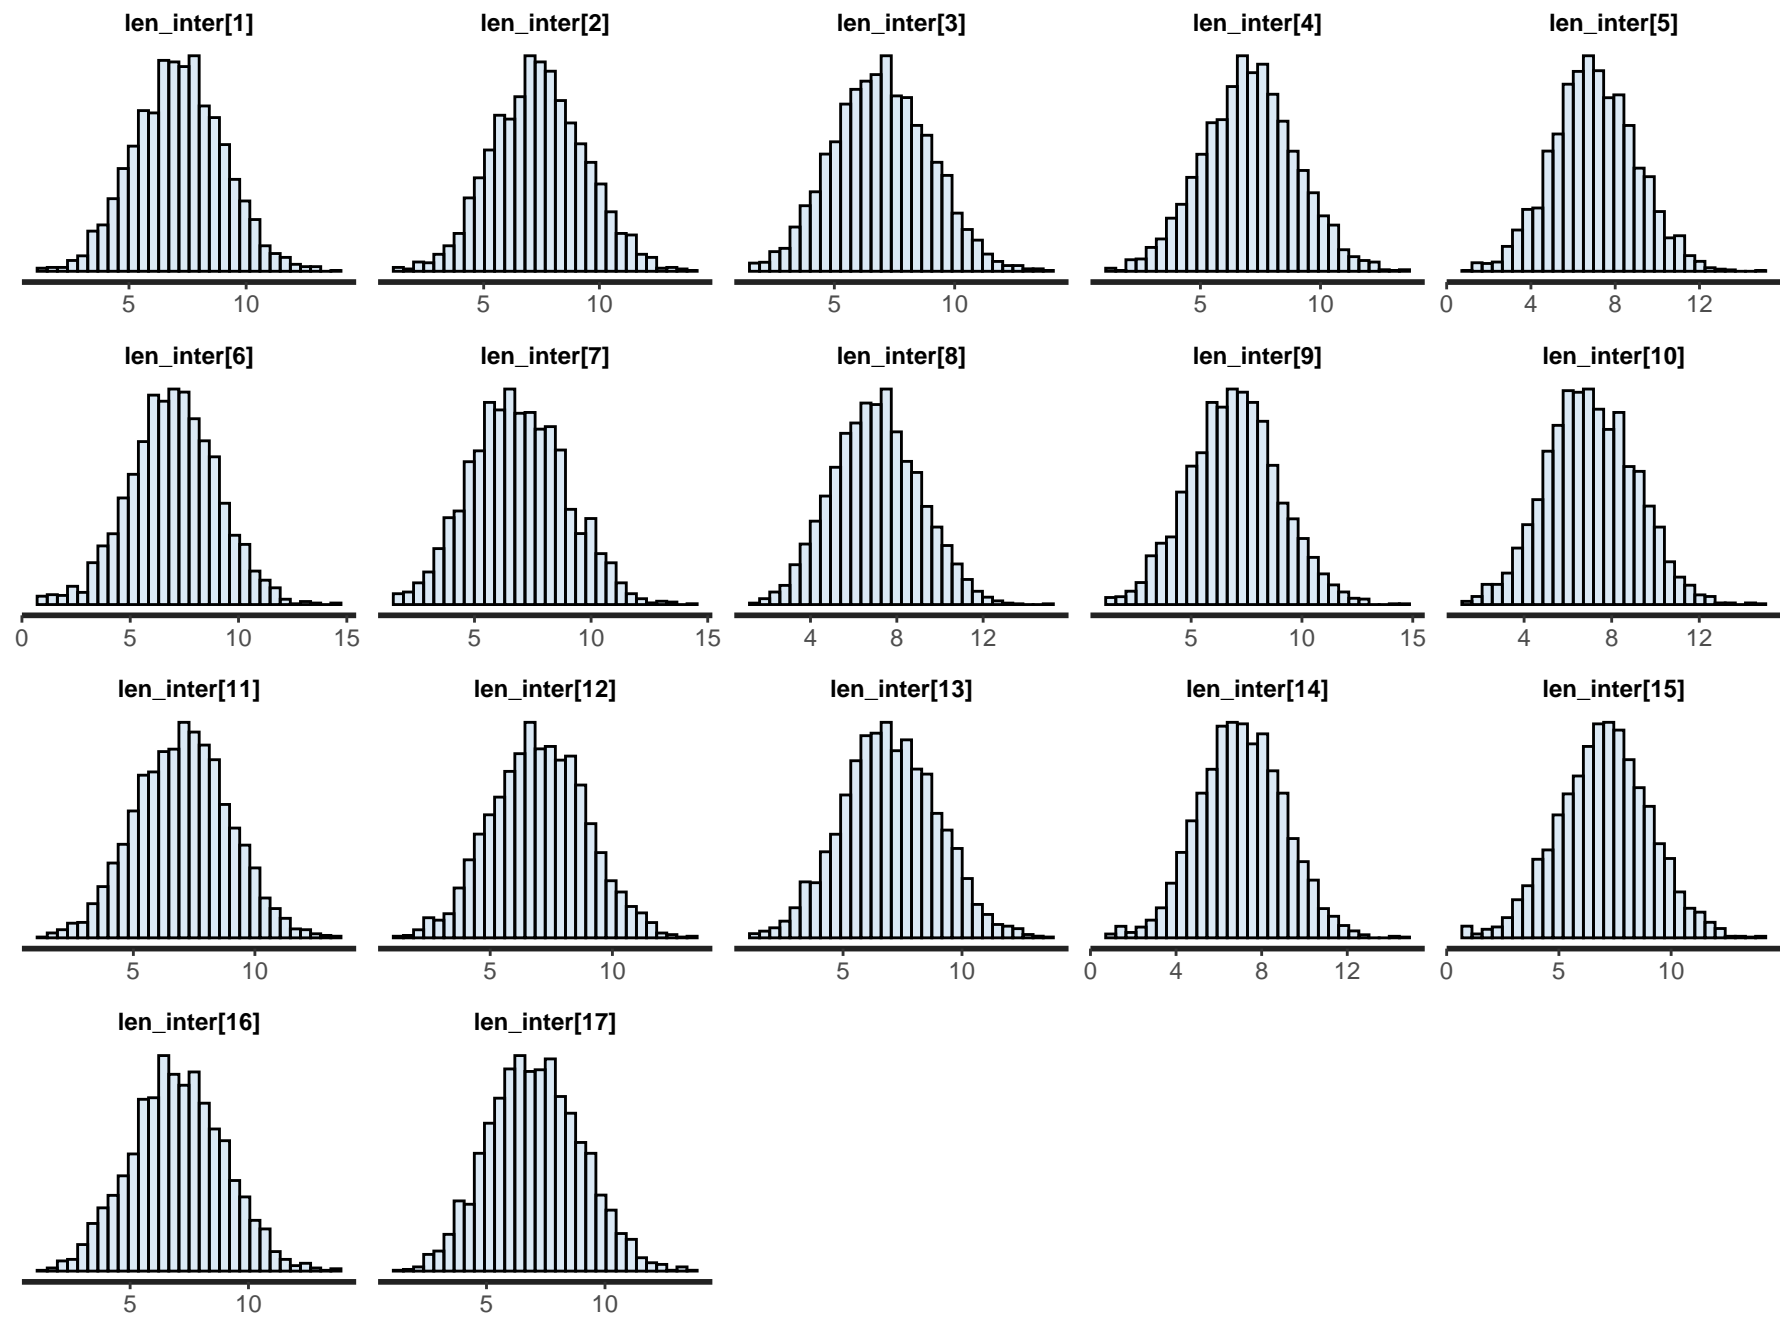 len_inter[1] len_inter[2] len_inter[3] len_inter[4] len_inter[5]
5 10 5 10 5 10 5 10 0 4 8 12
len_inter[6] len_inter[7] len_inter[8] len_inter[9] len_inter[10]
0 5 10 15 5 10 15 4 8 12 5 10 15 4 8 12
len_inter[11] len_inter[12] len_inter[13] len_inter[14] len_inter[15]
5 10 5 10 5 10 0 4 8 12 0 5 10
len_inter[16] len_inter[17]
5 10 5 10